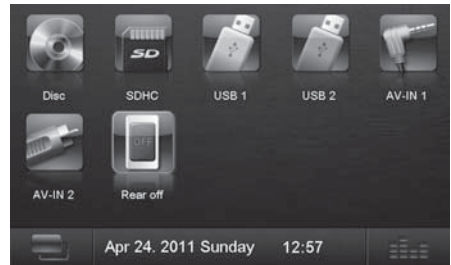 SD
Disc SDHC USB 1 USB 2 AV-IN 1
OFF
AV-IN 2 Rear off
Apr 24. 2011 Sunday 12:57